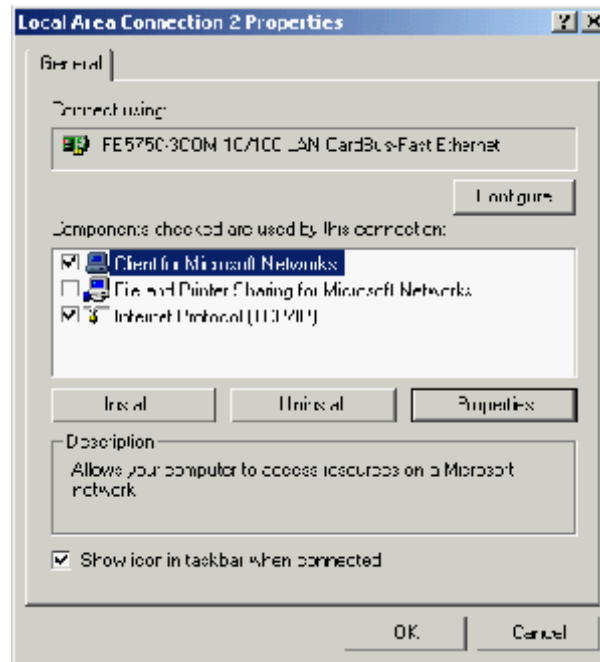 Local Area Connection 2 Properties
General
Connect using:
3COM 10/100 LAN CardBus-Fast Ethernet
Configure
Components checked are used by this connection:
Client for Microsoft Networks
File and Printer Sharing for Microsoft Networks
Internet Protocol (TCP/IP)
Install
Uninstall
Properties
Description
Allows your computer to access resources on a Microsoft
network
Show icon in taskbar when connected
OK
Cancel